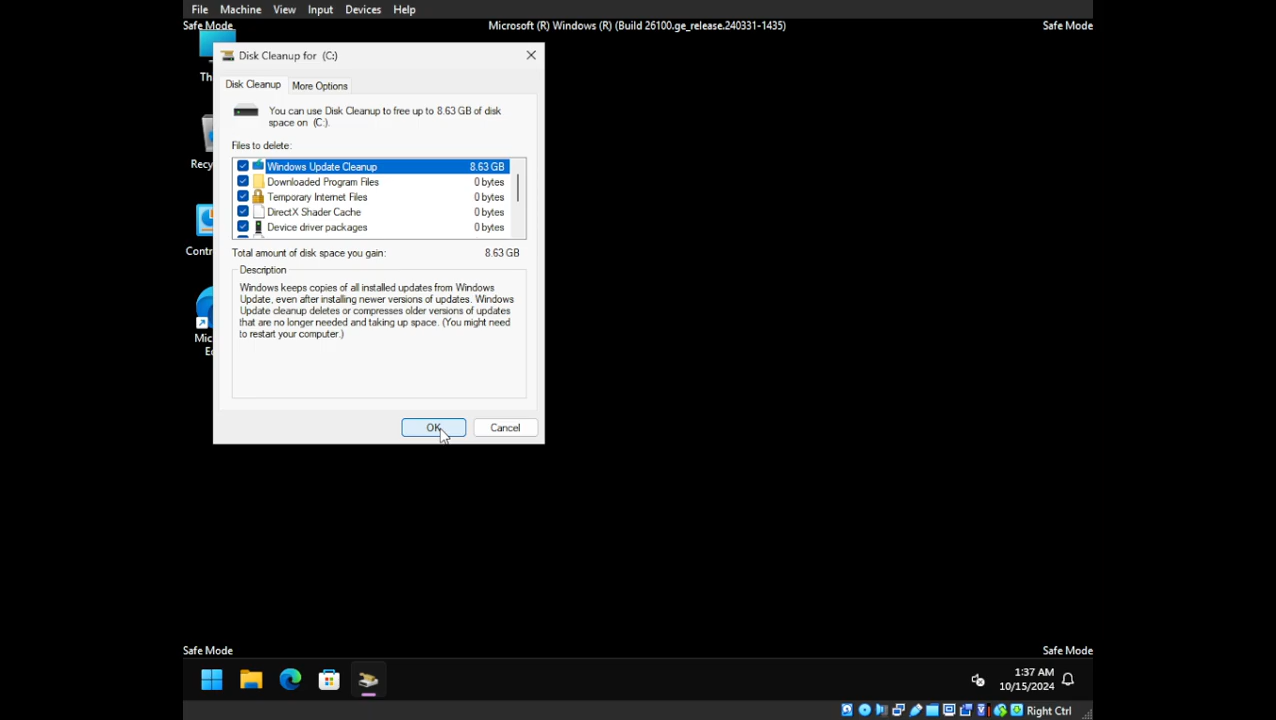 File Machine View Input Devices Help
Safe Mode Microsoft (R) Windows (R) (Build 26100.ge_release.240331-1435) Safe Mode
Disk Cleanup for (C:)
Disk Cleanup More Options
You can use Disk Cleanup to free up to 8.63 GB of disk
space on (C:).
Files to delete:
Windows Update Cleanup 8.63 GB
Downloaded Program Files 0 bytes
Temporary Internet Files 0 bytes
DirectX Shader Cache 0 bytes
Device driver packages 0 bytes
Total amount of disk space you gain: 8.63 GB
Description
Windows keeps copies of all installed updates from Windows
Update, even after installing newer versions of updates. Windows
Update cleanup deletes or compresses older versions of updates
that are no longer needed and taking up space. (You might need
to restart your computer.)
OK Cancel
Th
Recy
Contr
Mic
E
Safe Mode Safe Mode
1:37 AM
10/15/2024
Right Ctrl